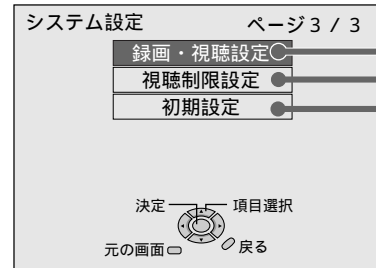 システム設定 ページ3 / 3
録画・視聴設定
視聴制限設定
初期設定
決定 項目選択
元の画面 戻る